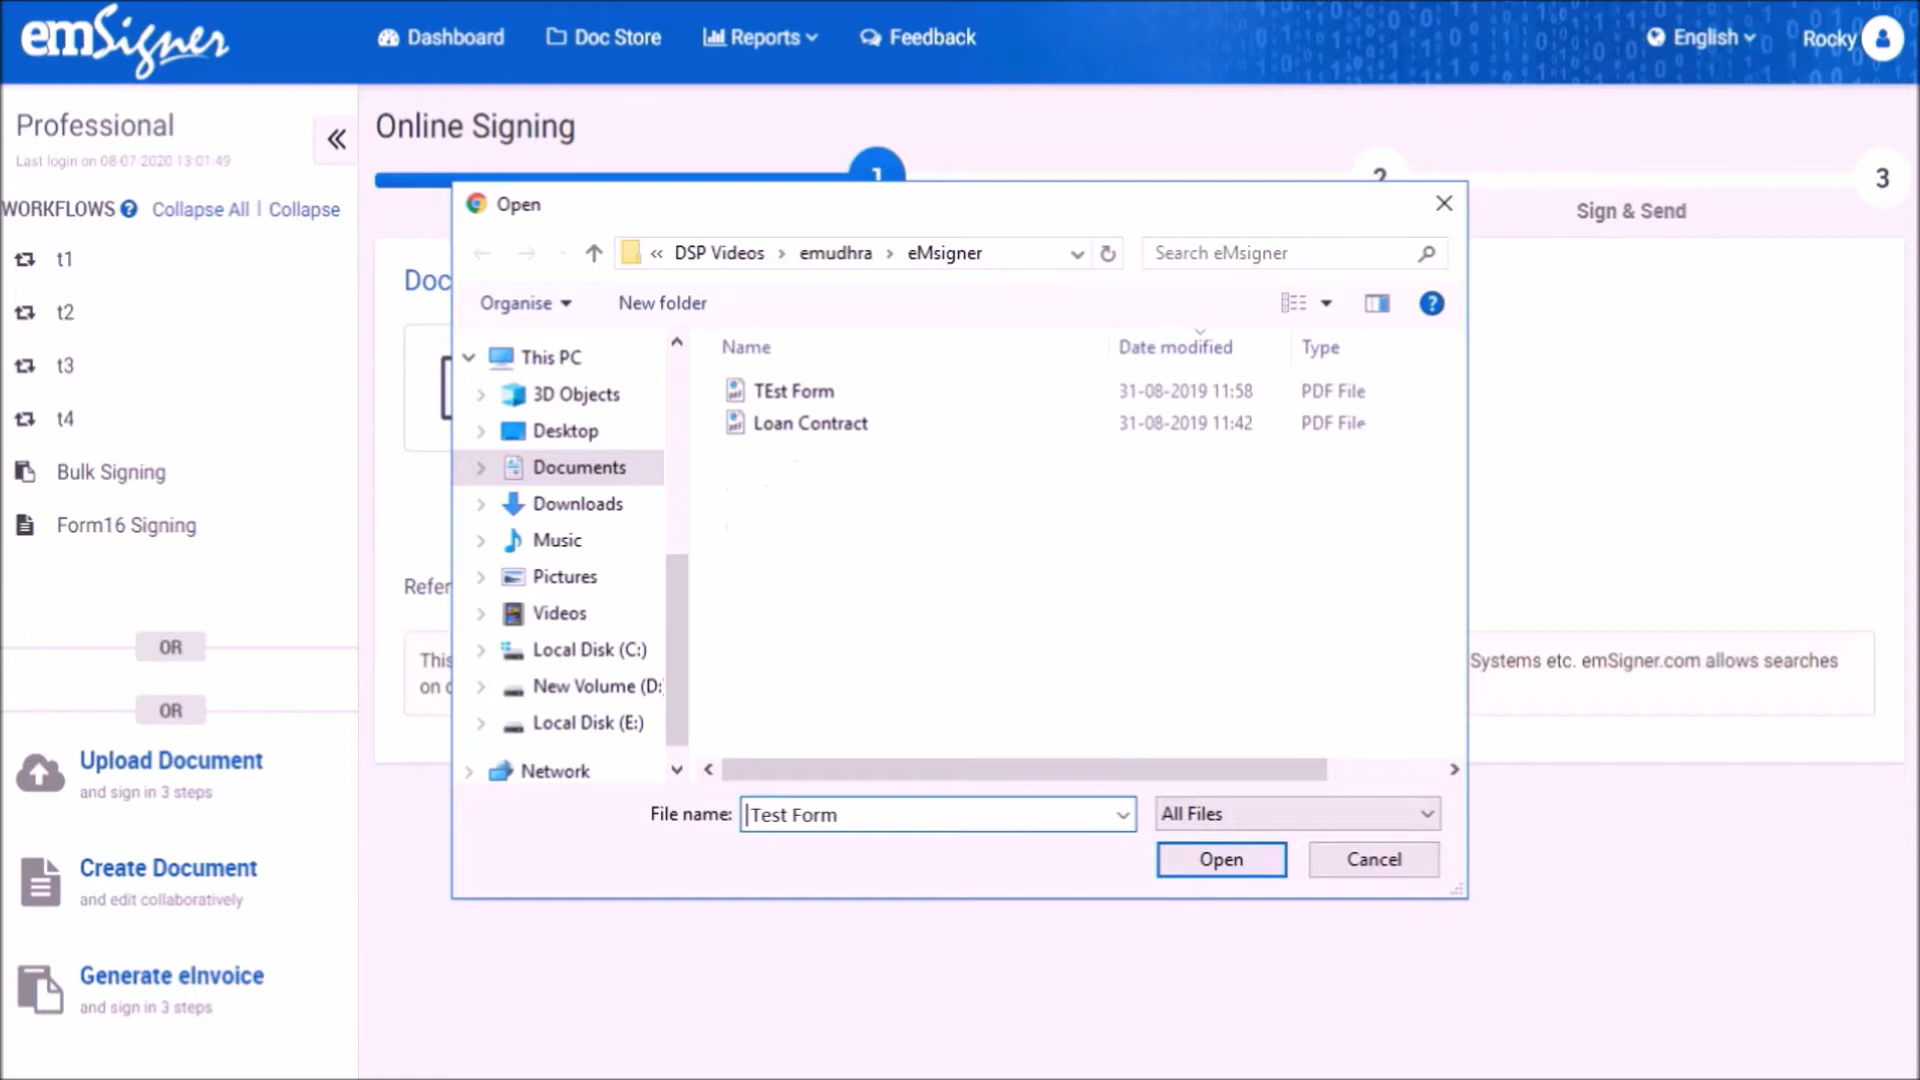 emSigner
Dashboard
Doc Store
Reports
Feedback
English
Rocky
Professional
Last login on 08-07-2020 13:01:49
WORKFLOWS ? Collapse All | Collapse
t1
t2
t3
t4
Bulk Signing
Form16 Signing
OR
OR
Upload Document
and sign in 3 steps
Create Document
and edit collaboratively
Generate eInvoice
and sign in 3 steps
Online Signing
1
2
3
Sign & Send
Doc
Refer
This
on
Systems etc. emSigner.com allows searches
Open
« DSP Videos › emudhra › eMsigner
Search eMsigner
Organise
New folder
?
This PC
3D Objects
Desktop
Documents
Downloads
Music
Pictures
Videos
Local Disk (C:)
New Volume (D:
Local Disk (E:)
Network
Name Date modified Type
TEst Form 31-08-2019 11:58 PDF File
Loan Contract 31-08-2019 11:42 PDF File
File name: Test Form
All Files
Open
Cancel